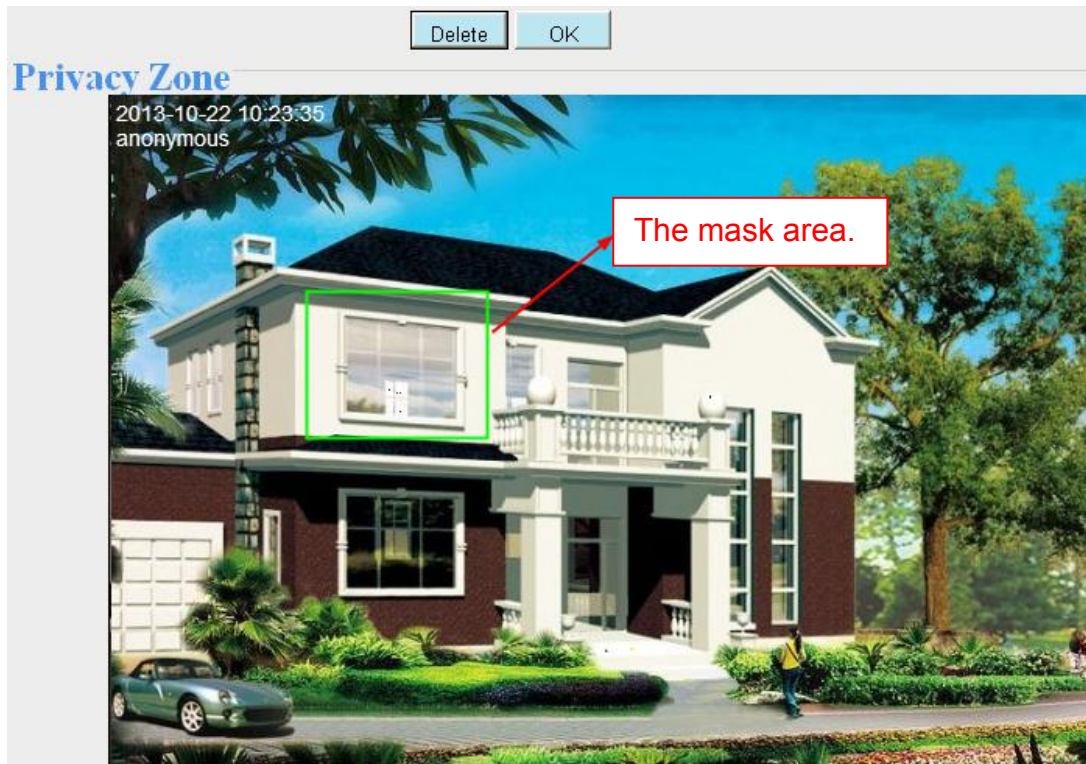 Delete
OK
Privacy Zone
2013-10-22 10:23:35
anonymous
The mask area.